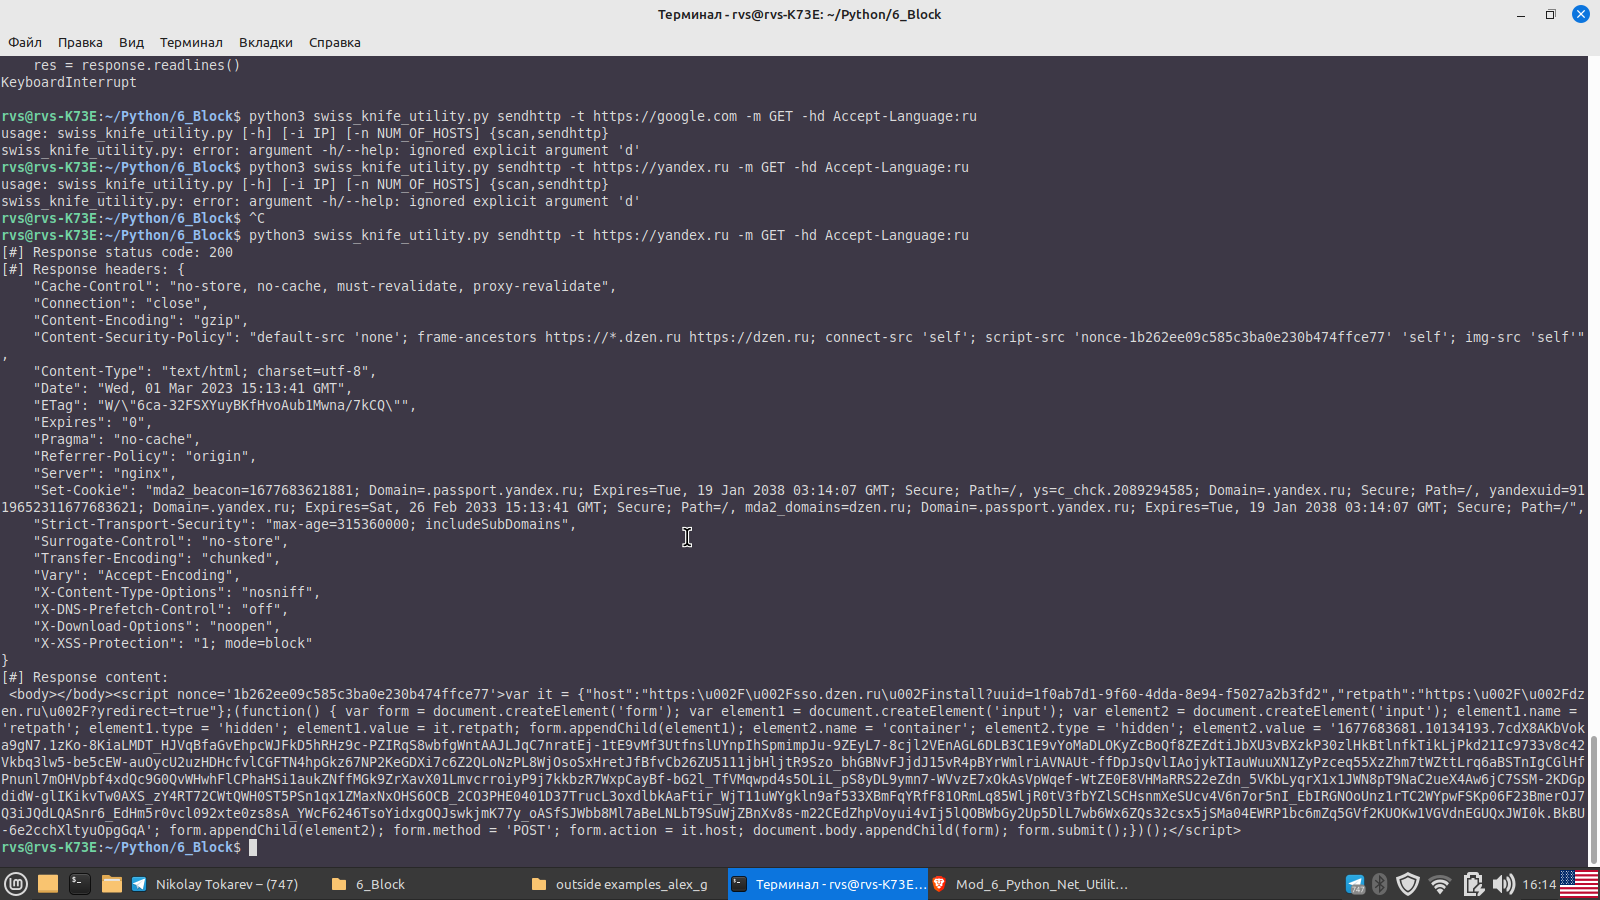 Терминал - rvs@rvs-K73E: ~/Python/6_Block
Файл Правка Вид Терминал Вкладки Справка
    res = response.readlines()
KeyboardInterrupt
rvs@rvs-K73E:~/Python/6_Block$ python3 swiss_knife_utility.py sendhttp -t https://google.com -m GET -hd Accept-Language:ru
usage: swiss_knife_utility.py [-h] [-i IP] [-n NUM_OF_HOSTS] {scan,sendhttp}
swiss_knife_utility.py: error: argument -h/--help: ignored explicit argument 'd'
rvs@rvs-K73E:~/Python/6_Block$ python3 swiss_knife_utility.py sendhttp -t https://yandex.ru -m GET -hd Accept-Language:ru
usage: swiss_knife_utility.py [-h] [-i IP] [-n NUM_OF_HOSTS] {scan,sendhttp}
swiss_knife_utility.py: error: argument -h/--help: ignored explicit argument 'd'
rvs@rvs-K73E:~/Python/6_Block$ ^C
rvs@rvs-K73E:~/Python/6_Block$ python3 swiss_knife_utility.py sendhttp -t https://yandex.ru -m GET -hd Accept-Language:ru
[#] Response status code: 200
[#] Response headers: {
    "Cache-Control": "no-store, no-cache, must-revalidate, proxy-revalidate",
    "Connection": "close",
    "Content-Encoding": "gzip",
    "Content-Security-Policy": "default-src 'none'; frame-ancestors https://*.dzen.ru https://dzen.ru; connect-src 'self'; script-src 'nonce-1b262ee09c585c3ba0e230b474ffce77' 'self'; img-src 'self'"
,
    "Content-Type": "text/html; charset=utf-8",
    "Date": "Wed, 01 Mar 2023 15:13:41 GMT",
    "ETag": "W/\"6ca-32FSXYuyBKfHvoAub1Mwna/7kCQ\"",
    "Expires": "0",
    "Pragma": "no-cache",
    "Referrer-Policy": "origin",
    "Server": "nginx",
    "Set-Cookie": "mda2_beacon=1677683621881; Domain=.passport.yandex.ru; Expires=Tue, 19 Jan 2038 03:14:07 GMT; Secure; Path=/, ys=c_chck.2089294585; Domain=.yandex.ru; Secure; Path=/, yandexuid=91
19652311677683621; Domain=.yandex.ru; Expires=Sat, 26 Feb 2033 15:13:41 GMT; Secure; Path=/, mda2_domains=dzen.ru; Domain=.passport.yandex.ru; Expires=Tue, 19 Jan 2038 03:14:07 GMT; Secure; Path=/",
    "Strict-Transport-Security": "max-age=315360000; includeSubDomains",
    "Surrogate-Control": "no-store",
    "Transfer-Encoding": "chunked",
    "Vary": "Accept-Encoding",
    "X-Content-Type-Options": "nosniff",
    "X-DNS-Prefetch-Control": "off",
    "X-Download-Options": "noopen",
    "X-XSS-Protection": "1; mode=block"
}
[#] Response content:
 <body></body><script nonce='1b262ee09c585c3ba0e230b474ffce77'>var it = {"host":"https:\u002F\u002Fsso.dzen.ru\u002Finstall?uuid=1f0ab7d1-9f60-4dda-8e94-f5027a2b3fd2","retpath":"https:\u002F\u002Fdz
en.ru\u002F?yredirect=true"};(function() { var form = document.createElement('form'); var element1 = document.createElement('input'); var element2 = document.createElement('input'); element1.name =
'retpath'; element1.type = 'hidden'; element1.value = it.retpath; form.appendChild(element1); element2.name = 'container'; element2.type = 'hidden'; element2.value = '1677683681.10134193.7cdX8AKbVok
-6e2cchXltyuOpgGqA'; form.appendChild(element2); form.method = 'POST'; form.action = it.host; document.body.appendChild(form); form.submit();})();</script>
rvs@rvs-K73E:~/Python/6_Block$
Nikolay Tokarev – (747) 6_Block outside examples_alex_g Терминал - rvs@rvs-K73E... Mod_6_Python_Net_Utilit... 747 16:14